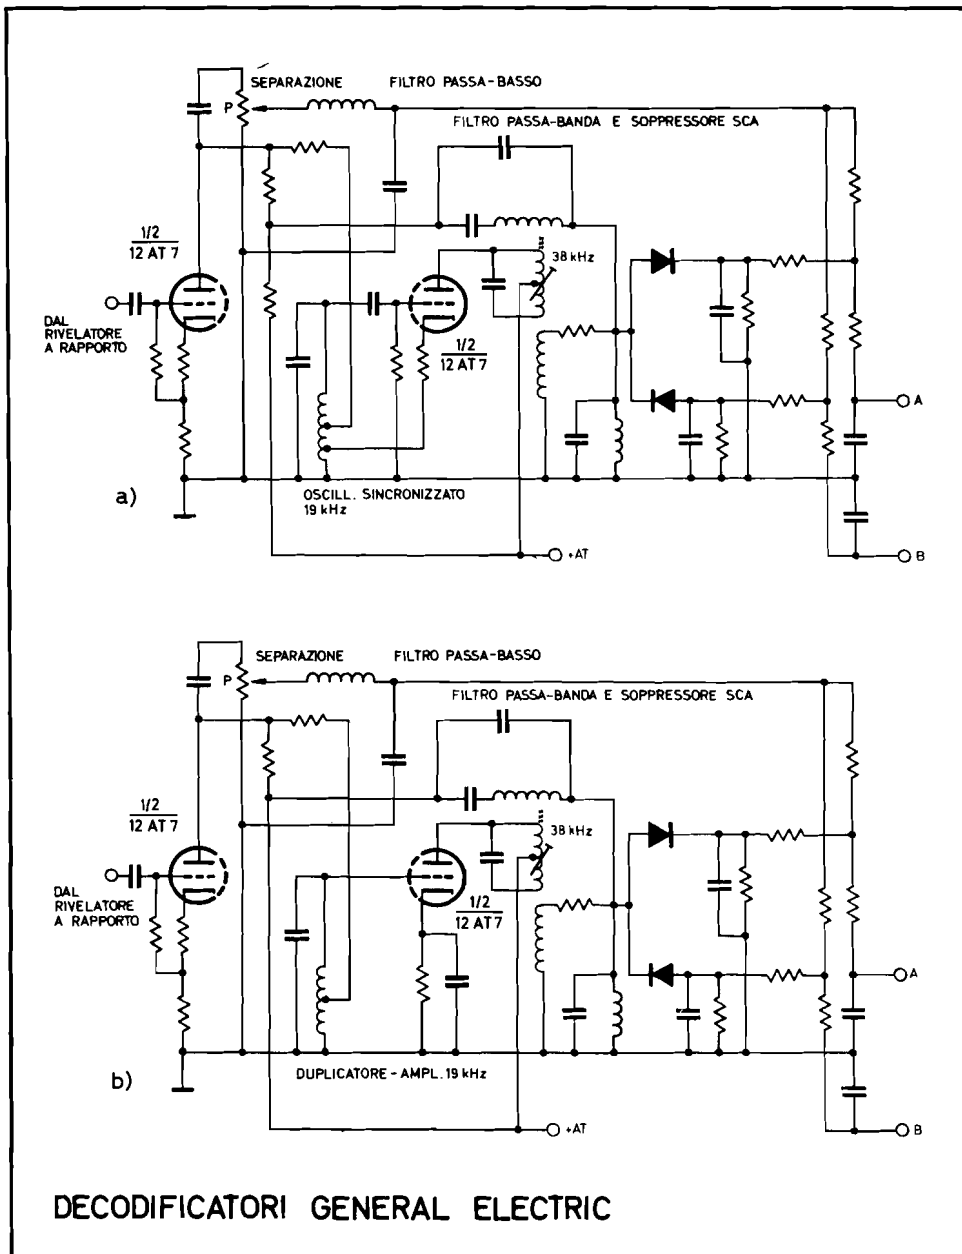 SEPARAZIONE
FILTRO PASSA-BASSO
P
FILTRO PASSA-BANDA E SOPPRESSORE SCA
1/2
12 AT 7
38 kHz
DAL
RIVELATORE
A RAPPORTO
1/2
12 AT 7
A
a)
OSCILL. SINCRONIZZATO
19 kHz
+AT
B
SEPARAZIONE
FILTRO PASSA-BASSO
P
FILTRO PASSA-BANDA E SOPPRESSORE SCA
1/2
12 AT 7
38 kHz
DAL
RIVELATORE
A RAPPORTO
1/2
12 AT 7
A
b)
DUPLICATORE - AMPL. 19 kHz
+AT
B
DECODIFICATORI GENERAL ELECTRIC